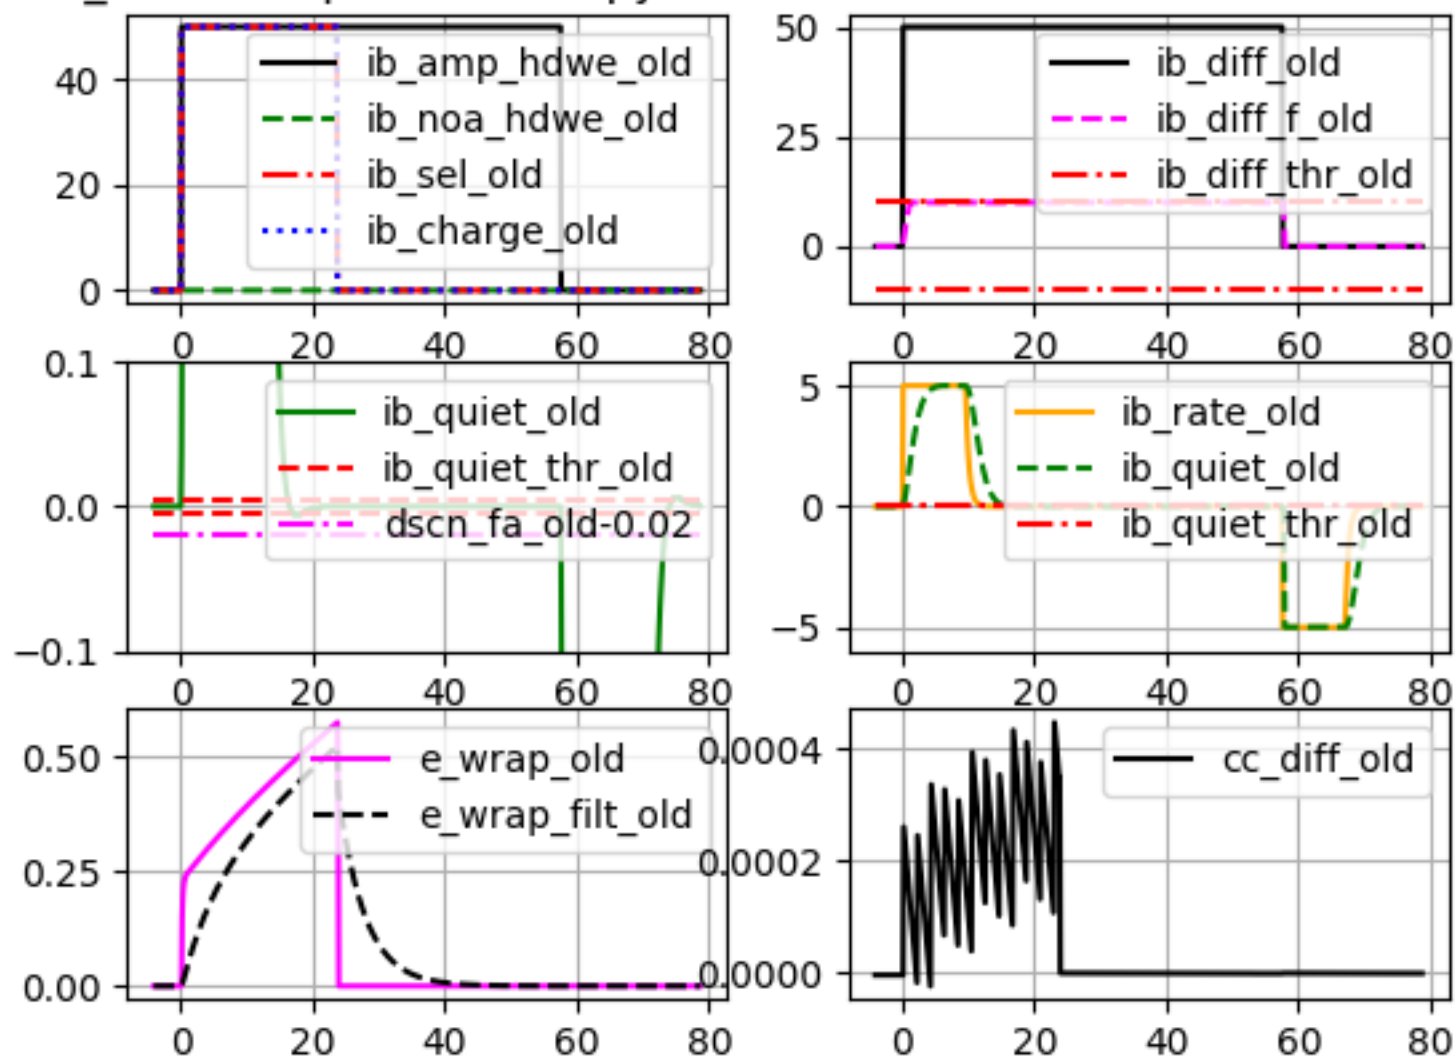 40
20
0
ib_amp_hdwe_old
ib_noa_hdwe_old
ib_sel_old
ib_charge_old
0 20 40 60 80
50
25
0
ib_diff_old
ib_diff_f_old
ib_diff_thr_old
0 20 40 60 80
0.1
0.0
−0.1
ib_quiet_old
ib_quiet_thr_old
dscn_fa_old-0.02
0 20 40 60 80
5
0
−5
ib_rate_old
ib_quiet_old
ib_quiet_thr_old
0 20 40 60 80
0.50
0.25
0.00
e_wrap_old
e_wrap_filt_old
0 20 40 60 80
0.0004
0.0002
0.0000
cc_diff_old
0 20 40 60 80